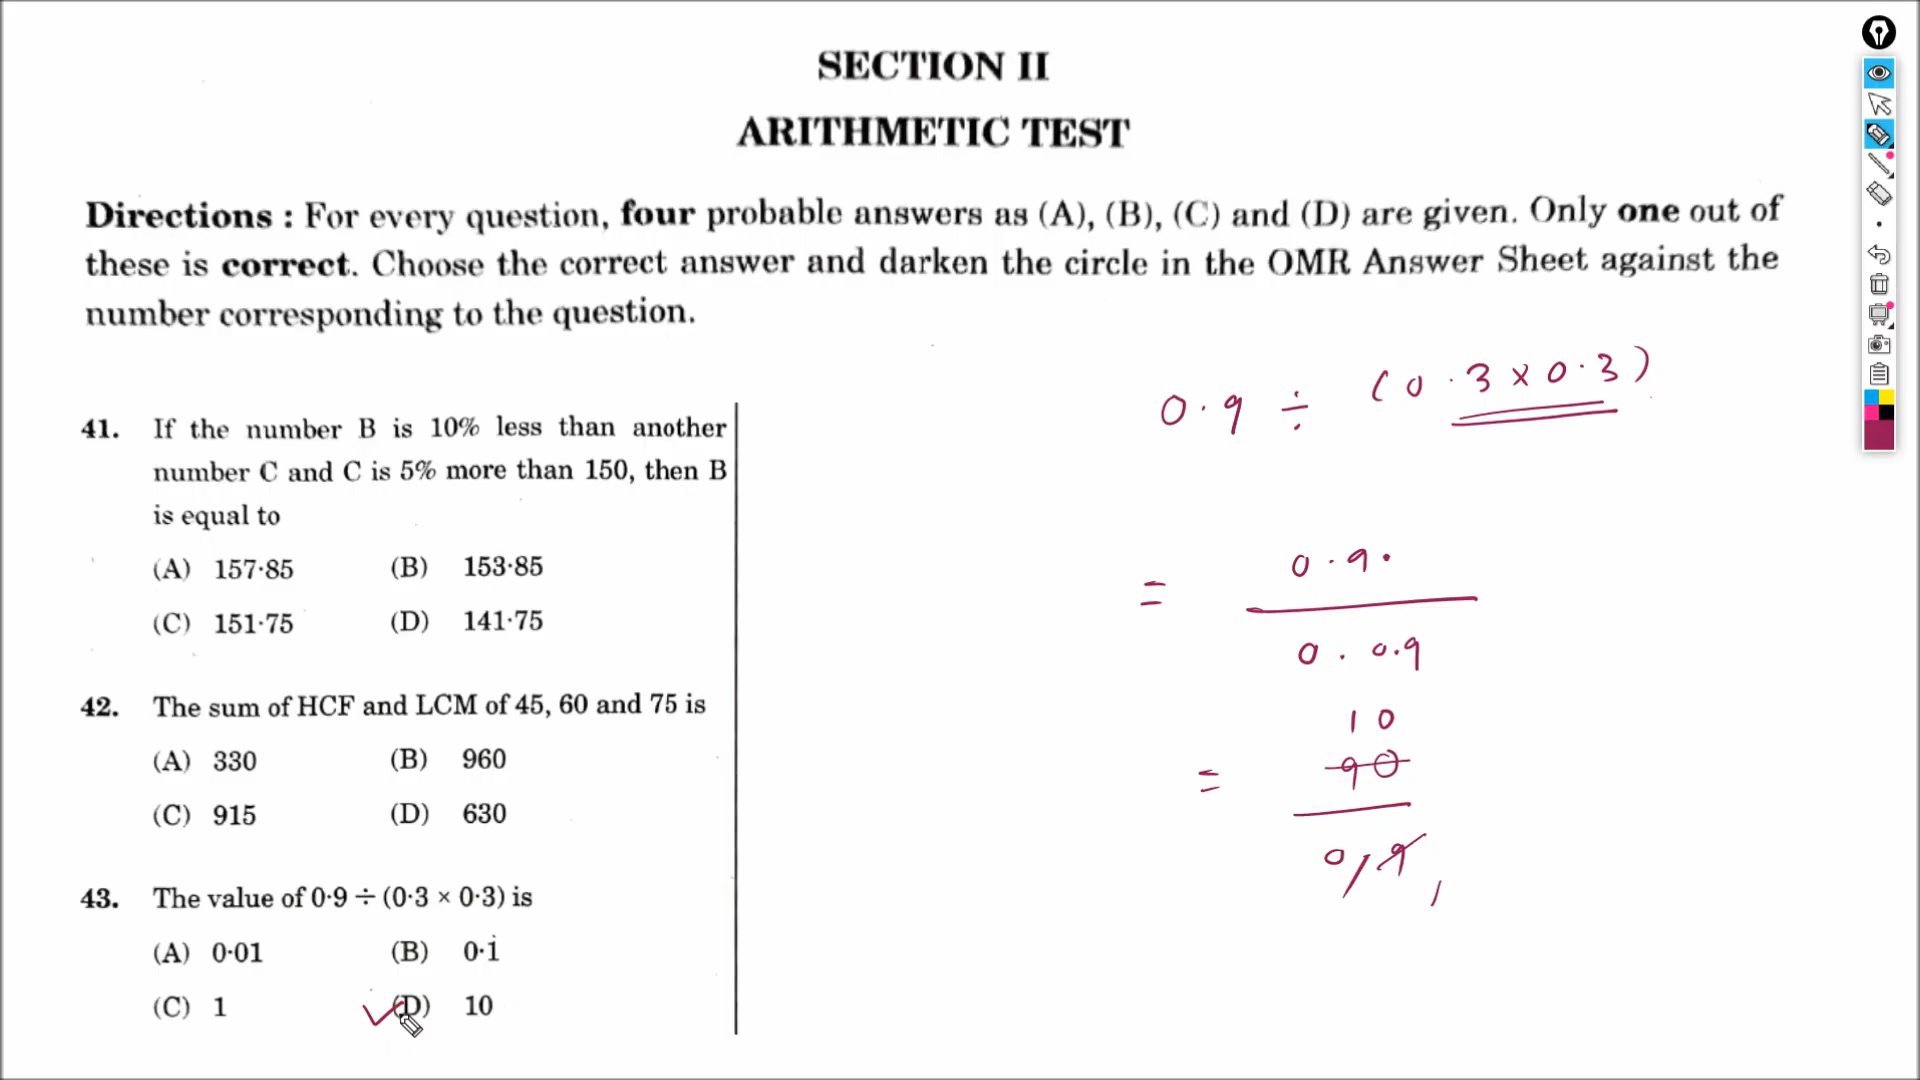 SECTION II
ARITHMETIC TEST
Directions : For every question, four probable answers as (A), (B), (C) and (D) are given. Only one out of
these is correct. Choose the correct answer and darken the circle in the OMR Answer Sheet against the
number corresponding to the question.
41. If the number B is 10% less than another
number C and C is 5% more than 150, then B
is equal to
(A) 157·85 (B) 153·85
(C) 151·75 (D) 141·75
42. The sum of HCF and LCM of 45, 60 and 75 is
(A) 330 (B) 960
(C) 915 (D) 630
43. The value of 0·9 ÷ (0·3 × 0·3) is
(A) 0·01 (B) 0·1
(C) 1 (D) 10
0.9 ÷ (0.3 × 0.3)
= 0.9
0.09
10
= 90
09